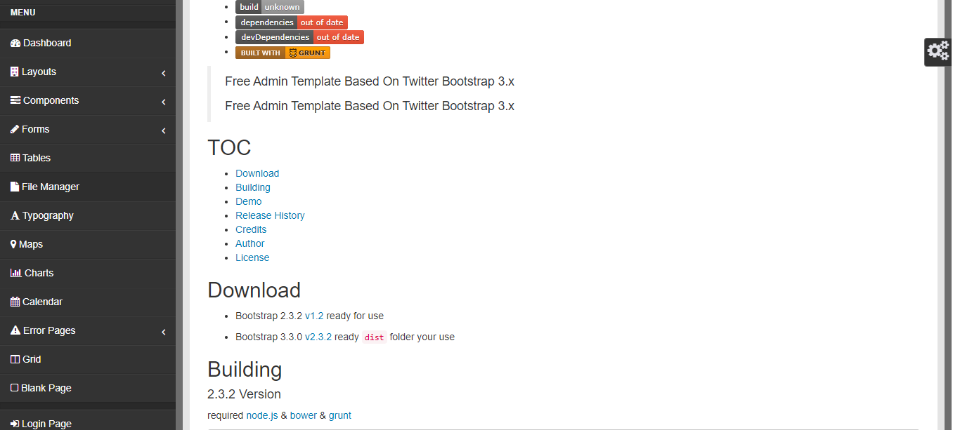 MENU
Dashboard
Layouts
Components
Forms
Tables
File Manager
Typography
Maps
Charts
Calendar
Error Pages
Grid
Blank Page
Login Page
build unknown
dependencies out of date
devDependencies out of date
BUILT WITH GRUNT
Free Admin Template Based On Twitter Bootstrap 3.x
Free Admin Template Based On Twitter Bootstrap 3.x
TOC
Download
Building
Demo
Release History
Credits
Author
License
Download
Bootstrap 2.3.2 v1.2 ready for use
Bootstrap 3.3.0 v2.3.2 ready dist folder your use
Building
2.3.2 Version
required node.js & bower & grunt